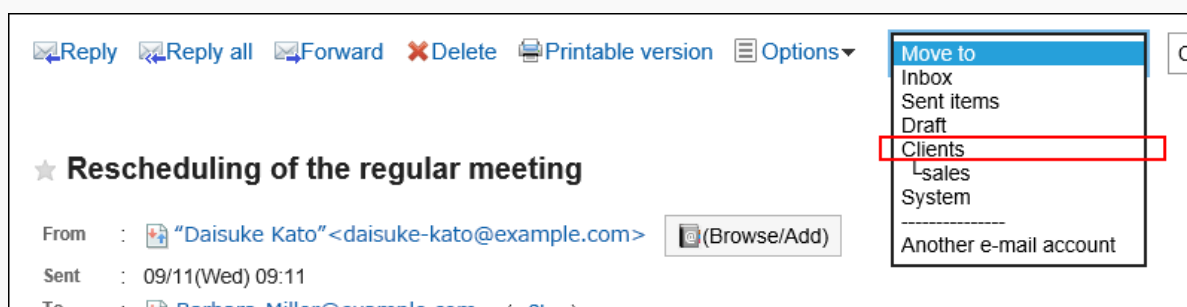 Reply Reply all Forward Delete Printable version Options
Move to
Inbox
Sent items
Draft
Clients
sales
System
---------------
Another e-mail account
Rescheduling of the regular meeting
From : “Daisuke Kato”<daisuke-kato@example.com> (Browse/Add)
Sent : 09/11(Wed) 09:11